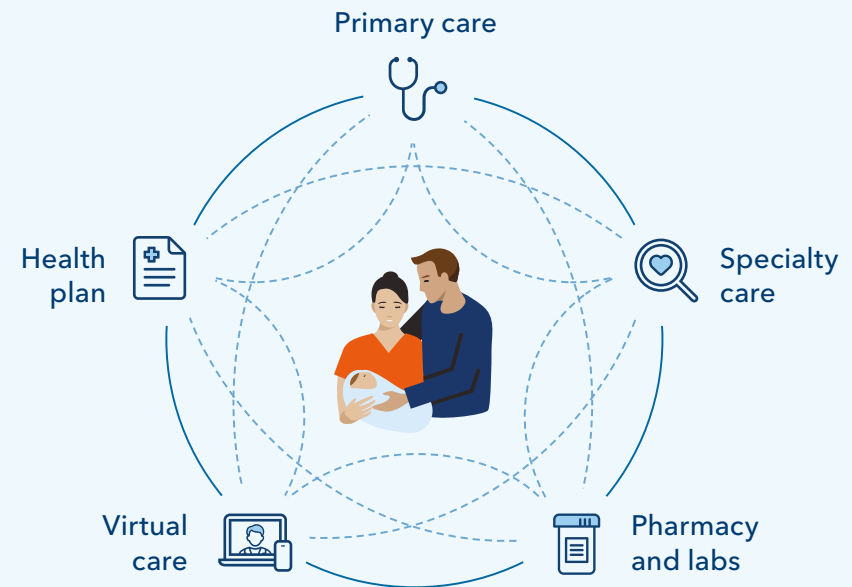 Primary care
Health
plan
Specialty
care
Virtual
care
Pharmacy
and labs